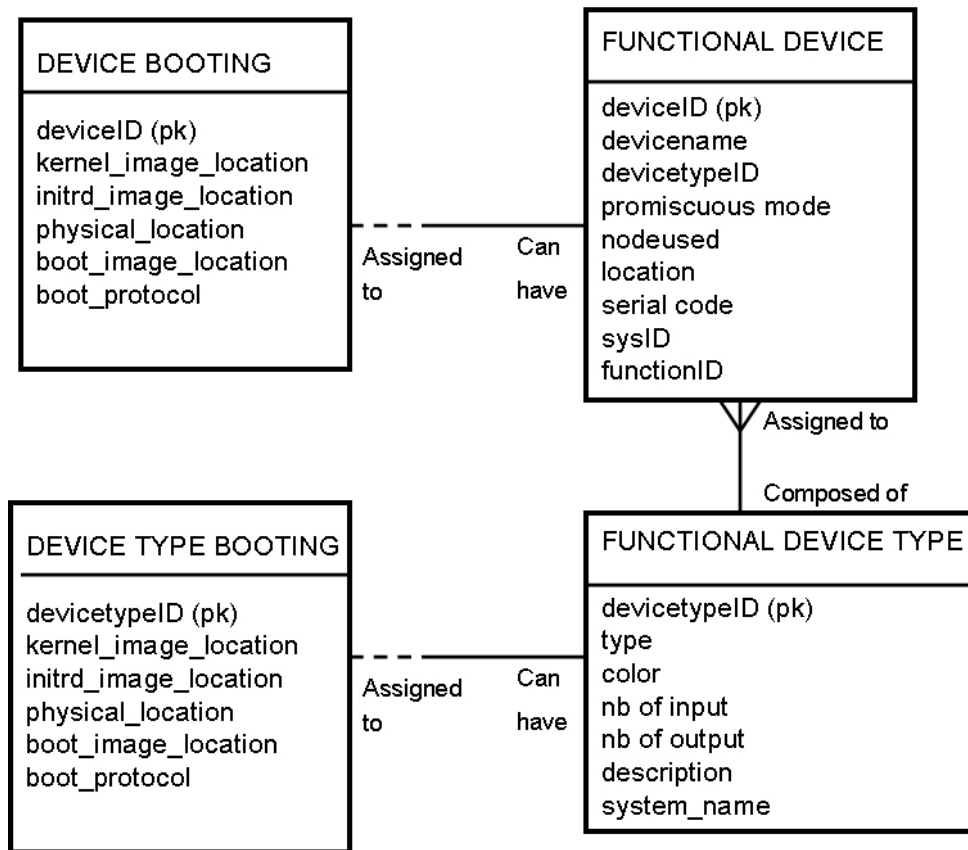 DEVICE BOOTING
deviceID (pk)
kernel_image_location
initrd_image_location
physical_location
boot_image_location
boot_protocol
Assigned
to
Can
have
FUNCTIONAL DEVICE
deviceID (pk)
devicename
devicetypeID
promiscuous mode
nodeused
location
serial code
sysID
functionID
Assigned to
Composed of
DEVICE TYPE BOOTING
devicetypeID (pk)
kernel_image_location
initrd_image_location
physical_location
boot_image_location
boot_protocol
Assigned
to
Can
have
FUNCTIONAL DEVICE TYPE
devicetypeID (pk)
type
color
nb of input
nb of output
description
system_name